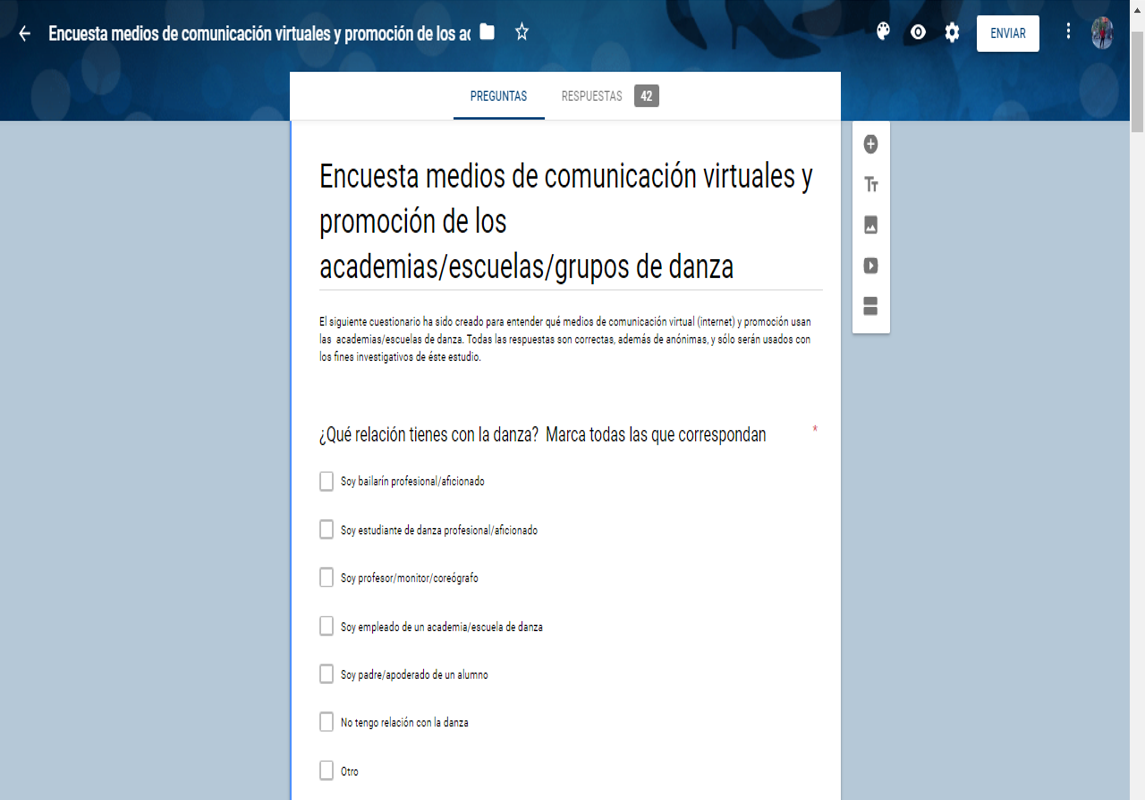 Encuesta medios de comunicación virtuales y promoción de los ac
ENVIAR
PREGUNTAS
RESPUESTAS 42
Encuesta medios de comunicación virtuales y
promoción de los
academias/escuelas/grupos de danza
El siguiente cuestionario ha sido creado para entender qué medios de comunicación virtual (internet) y promoción usan
las academias/escuelas de danza. Todas las respuestas son correctas, además de anónimas, y sólo serán usados con
los fines investigativos de éste estudio.
¿Qué relación tienes con la danza? Marca todas las que correspondan *
Soy bailarín profesional/aficionado
Soy estudiante de danza profesional/aficionado
Soy profesor/monitor/coreógrafo
Soy empleado de un academia/escuela de danza
Soy padre/apoderado de un alumno
No tengo relación con la danza
Otro